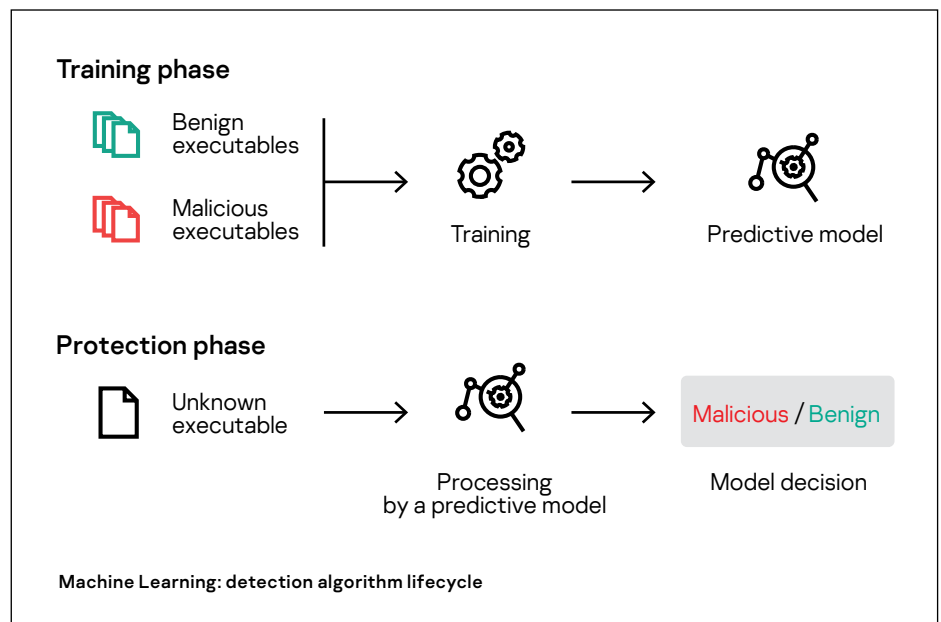 Training phase
Benign
executables
Malicious
executables
Training
Predictive model
Protection phase
Unknown
executable
Processing
by a predictive model
Malicious / Benign
Model decision
Machine Learning: detection algorithm lifecycle